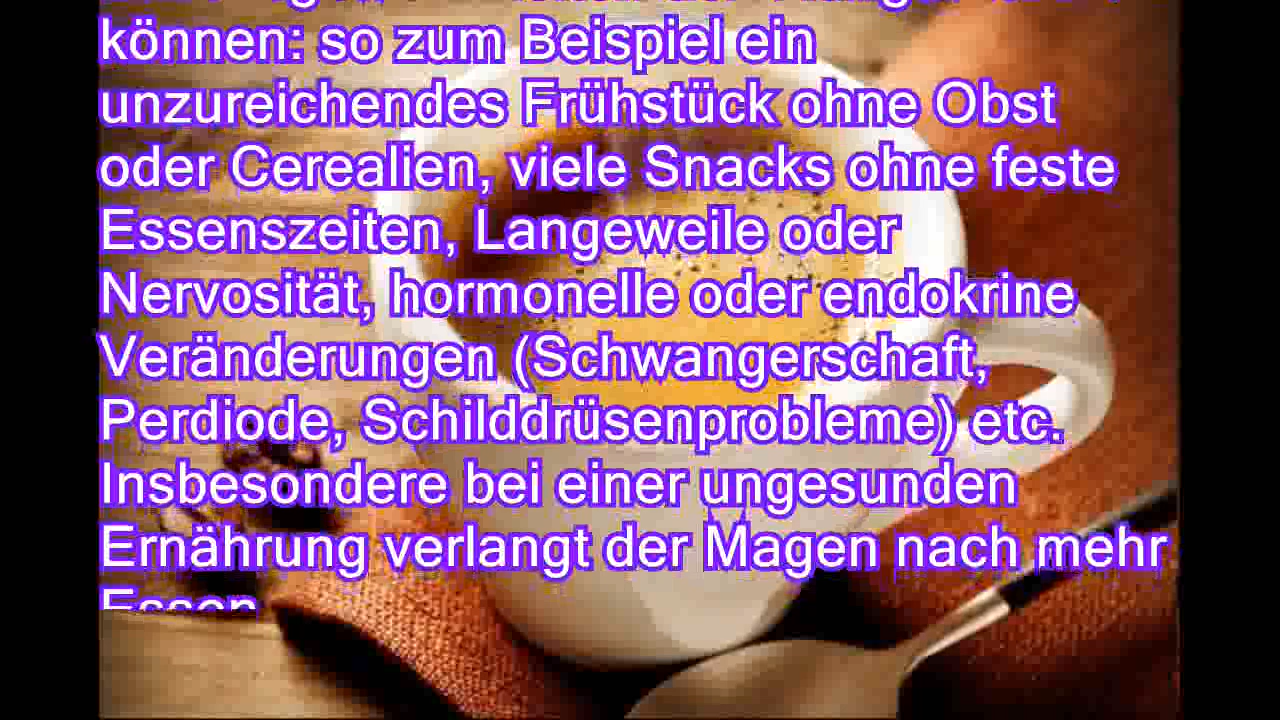 können: so zum Beispiel ein
unzureichendes Frühstück ohne Obst
oder Cerealien, viele Snacks ohne feste
Essenszeiten, Langeweile oder
Nervosität, hormonelle oder endokrine
Veränderungen (Schwangerschaft,
Perdiode, Schilddrüsenprobleme) etc.
Insbesondere bei einer ungesunden
Ernährung verlangt der Magen nach mehr
Essen